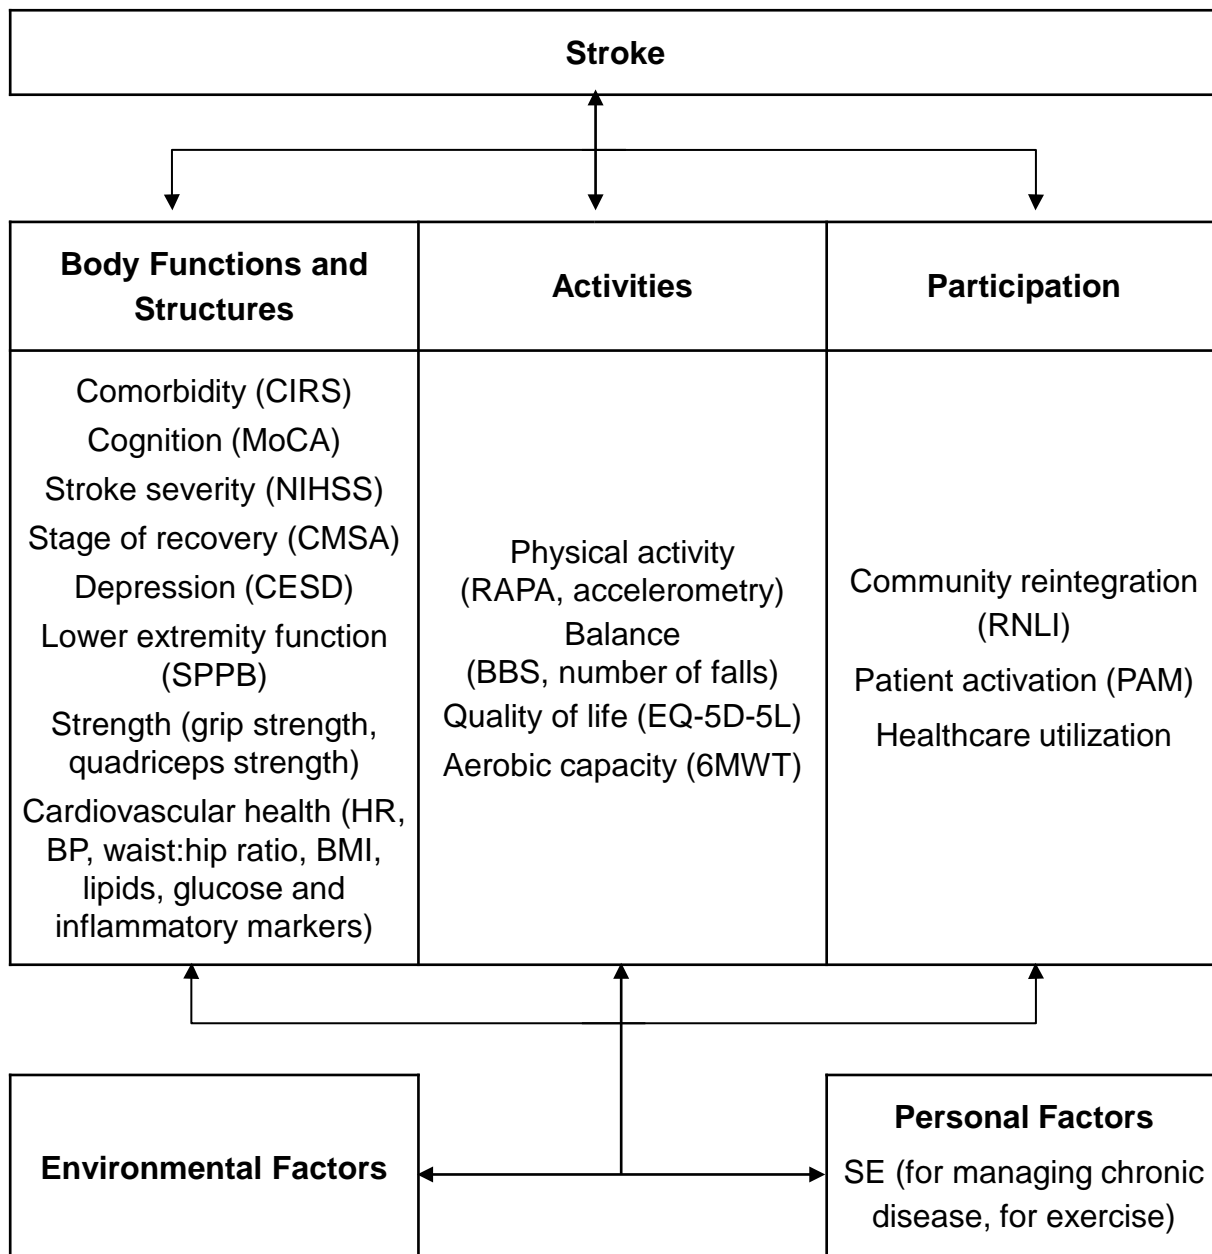 Stroke
Body Functions and
Structures
Activities
Participation
Comorbidity (CIRS)
Cognition (MoCA)
Stroke severity (NIHSS)
Stage of recovery (CMSA)
Depression (CESD)
Lower extremity function
(SPPB)
Strength (grip strength,
quadriceps strength)
Cardiovascular health (HR,
BP, waist:hip ratio, BMI,
lipids, glucose and
inflammatory markers)
Physical activity
(RAPA, accelerometry)
Balance
(BBS, number of falls)
Quality of life (EQ-5D-5L)
Aerobic capacity (6MWT)
Community reintegration
(RNLI)
Patient activation (PAM)
Healthcare utilization
Environmental Factors
Personal Factors
SE (for managing chronic
disease, for exercise)